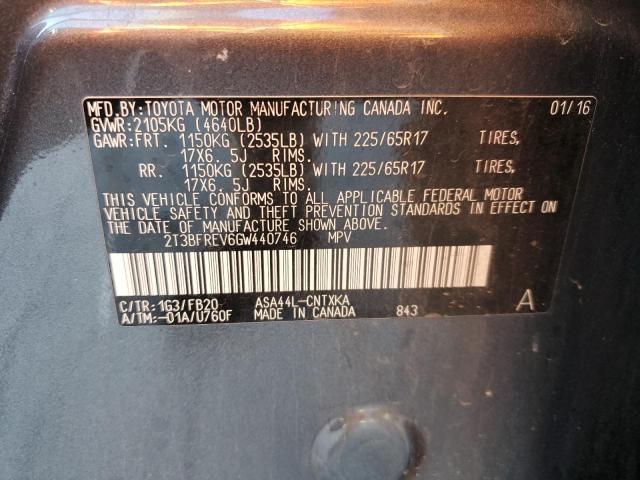 MFD.BY:TOYOTA MOTOR MANUFACTURING CANADA INC. 01/16
GVWR:2105KG (4640LB)
GAWR:FRT. 1150KG (2535LB) WITH 225/65R17 TIRES,
17X6. 5J RIMS.
RR. 1150KG (2535LB) WITH 225/65R17 TIRES,
17X6. 5J RIMS.
THIS VEHICLE CONFORMS TO ALL APPLICABLE FEDERAL MOTOR
VEHICLE SAFETY AND THEFT PREVENTION STANDARDS IN EFFECT ON
THE DATE OF MANUFACTURE SHOWN ABOVE.
2T3BFREV6GW440746 MPV
C/TR:1G3/FB20 ASA44L-CNTXKA A
A/TM:-01A/U760F MADE IN CANADA 843